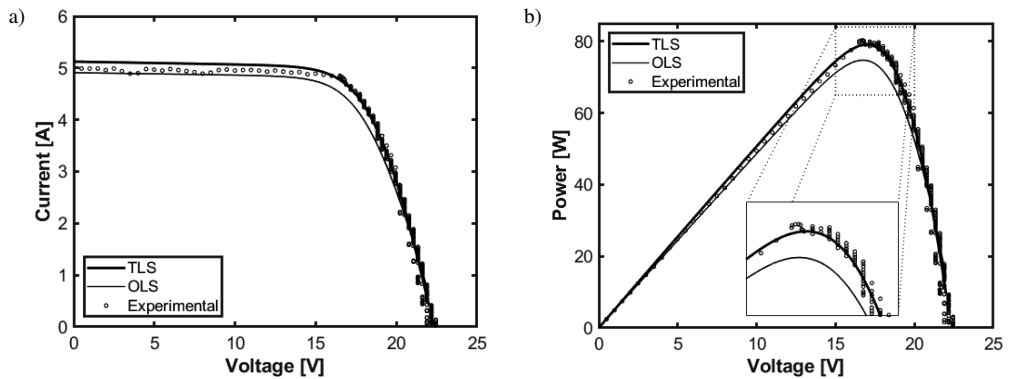 a)
6
5
4
3
2
1
0
Current [A]
TLS
OLS
Experimental
0 5 10 15 20 25
Voltage [V]
b)
80
60
40
20
0
Power [W]
TLS
OLS
Experimental
0 5 10 15 20 25
Voltage [V]